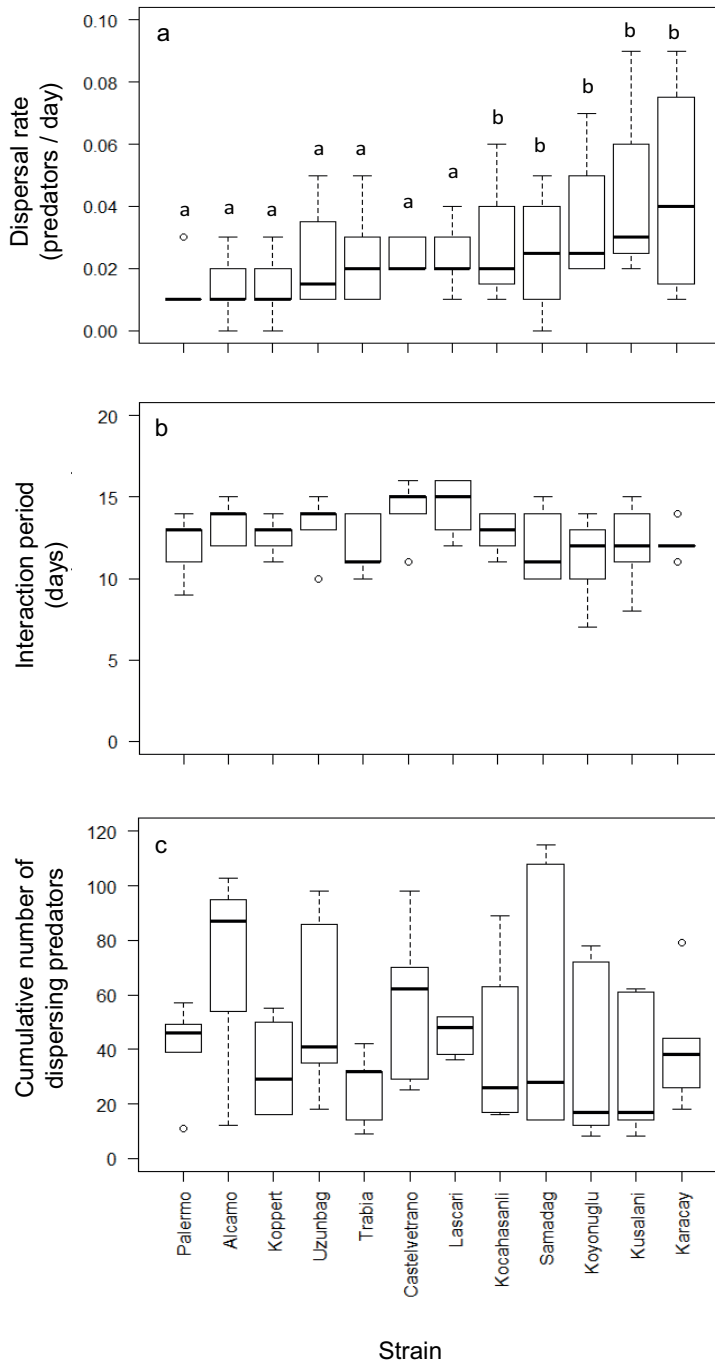 a
Dispersal rate
(predators / day)
0.10
0.08
0.06
0.04
0.02
0.00
a a a a a a a b b b b b
b
Interaction period
(days)
20
15
10
5
0
c
Cumulative number of
dispersing predators
120
100
80
60
40
20
0
Palermo
Alcamo
Koppert
Uzunbag
Trabia
Castelvetrano
Lascari
Kocahasanli
Samadag
Koyonuglu
Kusalani
Karacay
Strain